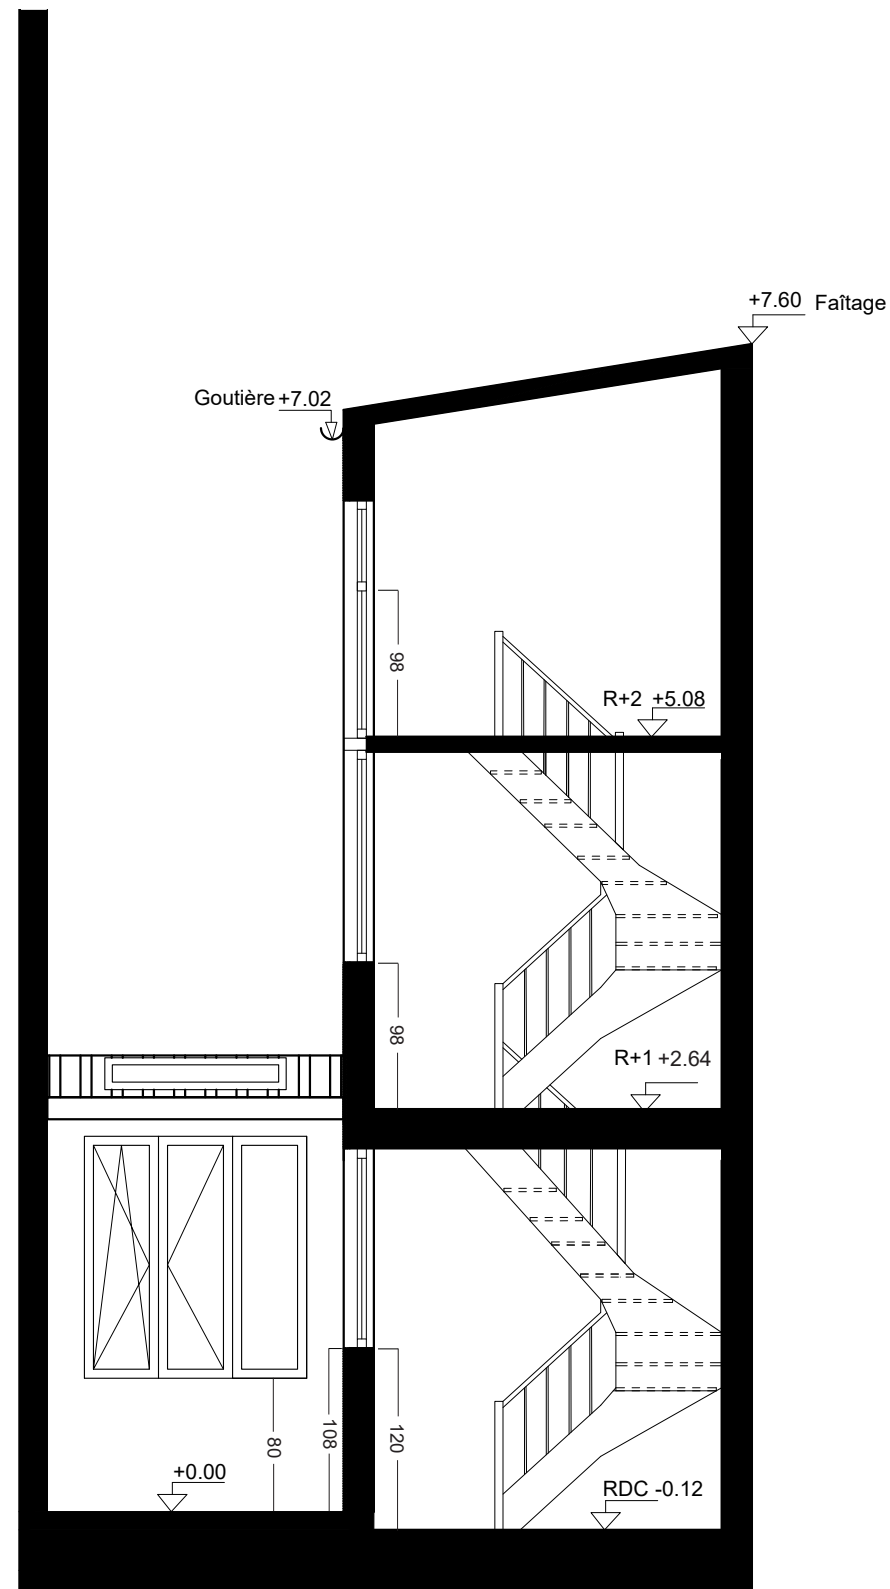 +7.60 Faîtage
Goutière +7.02
98
R+2 +5.08
98
R+1 +2.64
80
108
120
+0.00
RDC -0.12